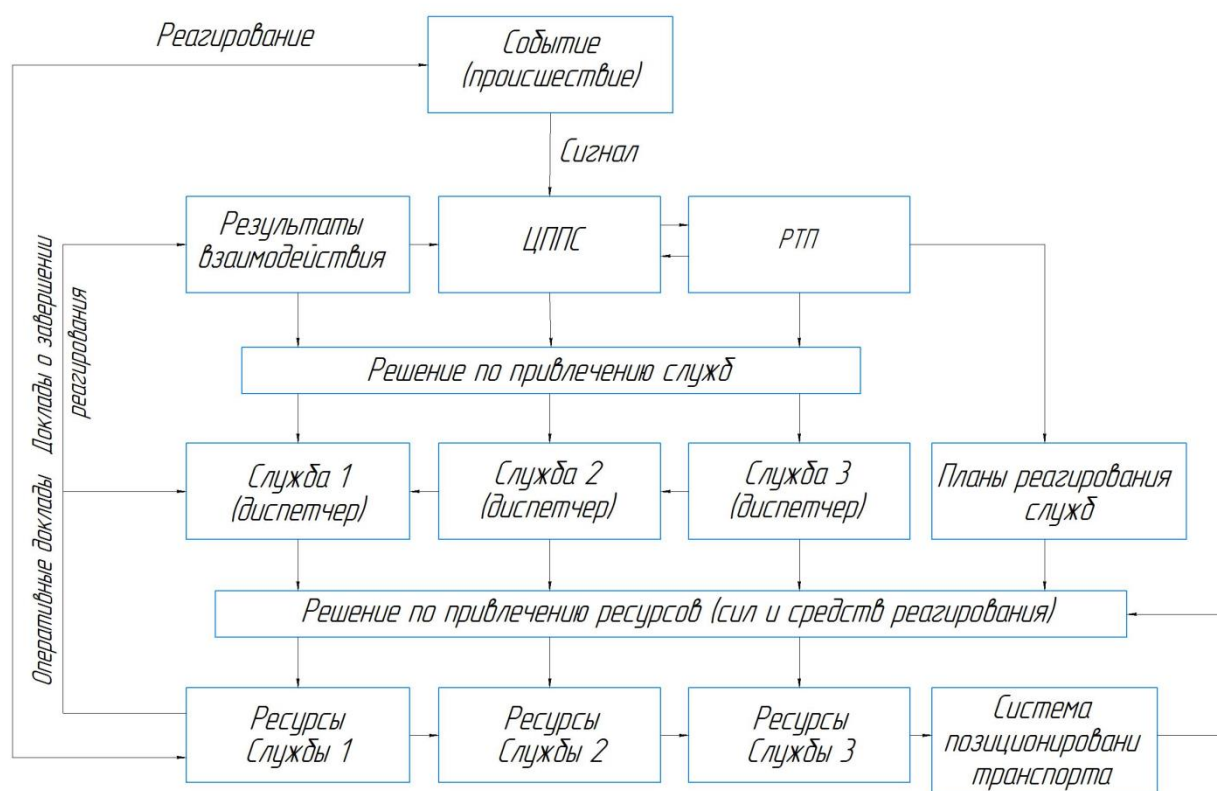 Реагирование
Событие
(происшествие)
Сигнал
Результаты
взаимодействия
ЦППС
РТП
Доклады о завершении
реагирования
Решение по привлечению служб
Служба 1
(диспетчер)
Служба 2
(диспетчер)
Служба 3
(диспетчер)
Планы реагирования
служб
Оперативные доклады
Решение по привлечению ресурсов (сил и средств реагирования)
Ресурсы
Службы 1
Ресурсы
Службы 2
Ресурсы
Службы 3
Система
позиционировани
транспорта